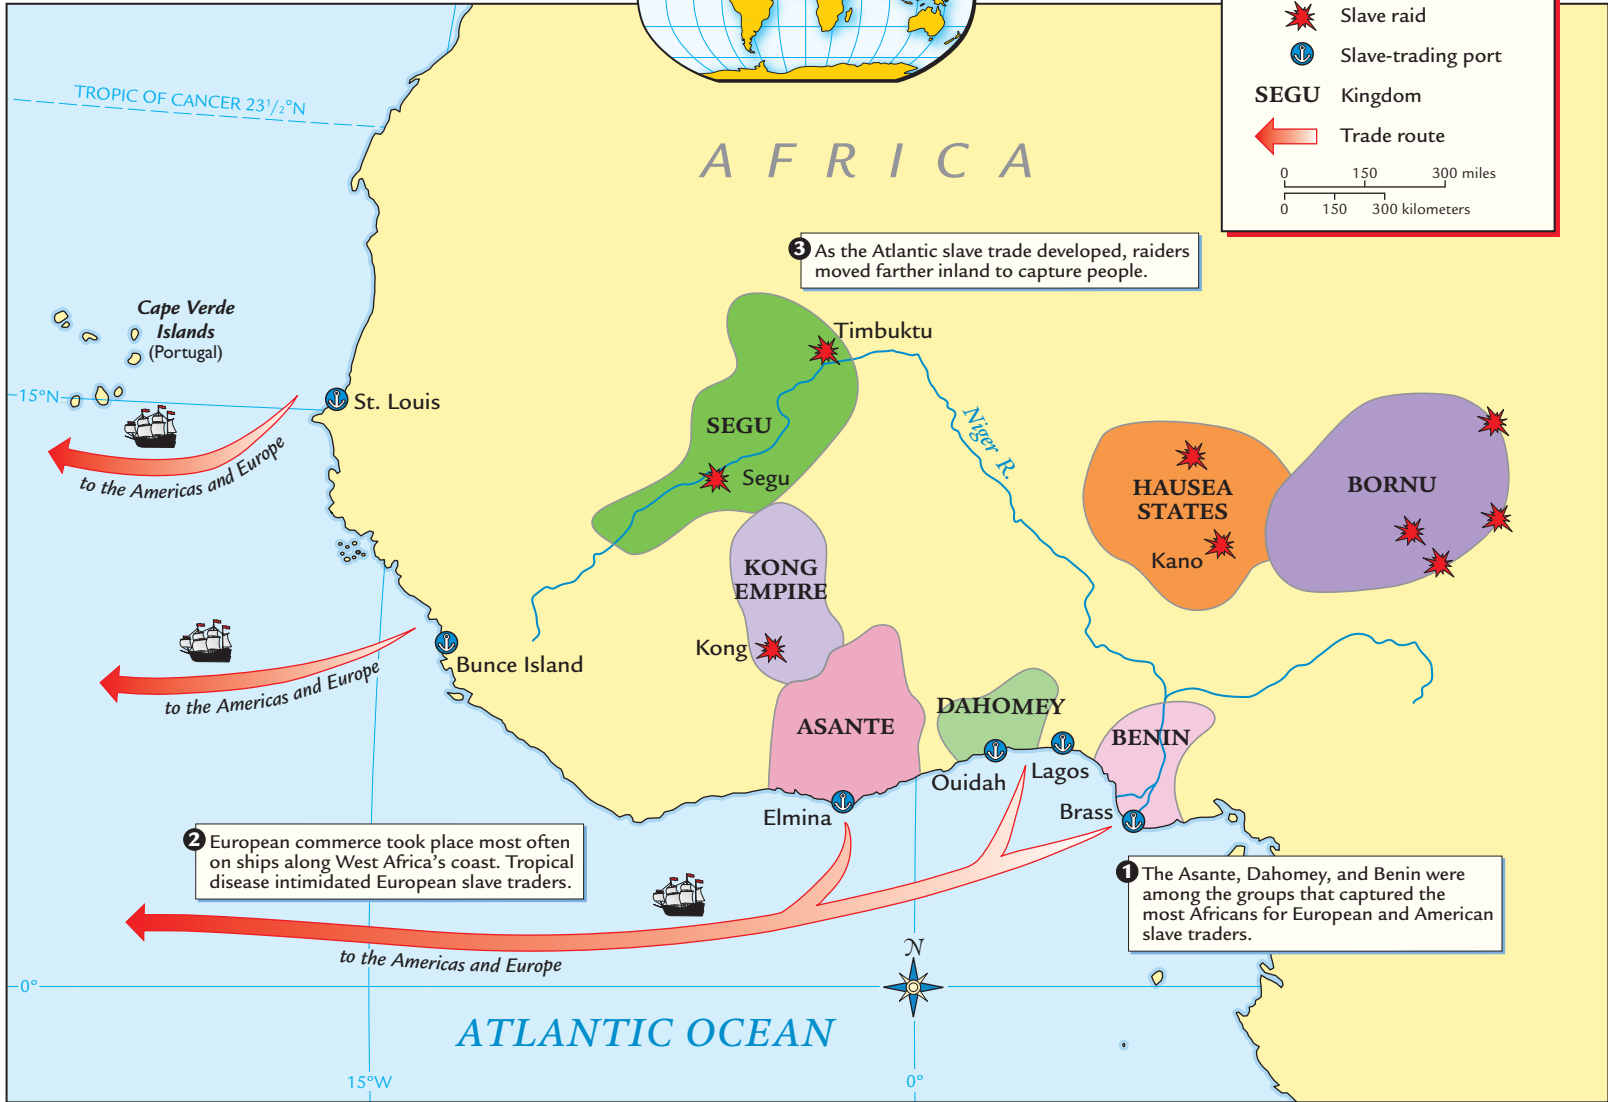 Slave raid
Slave-trading port
SEGU Kingdom
Trade route
0 150 300 miles
0 150 300 kilometers
TROPIC OF CANCER 23¹/₂°N
AFRICA
3 As the Atlantic slave trade developed, raiders
moved farther inland to capture people.
Cape Verde
Islands
(Portugal)
15°N
St. Louis
to the Americas and Europe
Timbuktu
SEGU
Segu
Niger R.
HAUSEA
STATES
Kano
BORNU
KONG
EMPIRE
Kong
Bunce Island
to the Americas and Europe
ASANTE
DAHOMEY
BENIN
Ouidah
Lagos
Elmina
Brass
2 European commerce took place most often
on ships along West Africa's coast. Tropical
disease intimidated European slave traders.
1 The Asante, Dahomey, and Benin were
among the groups that captured the
most Africans for European and American
slave traders.
to the Americas and Europe
N
0°
ATLANTIC OCEAN
15°W
0°